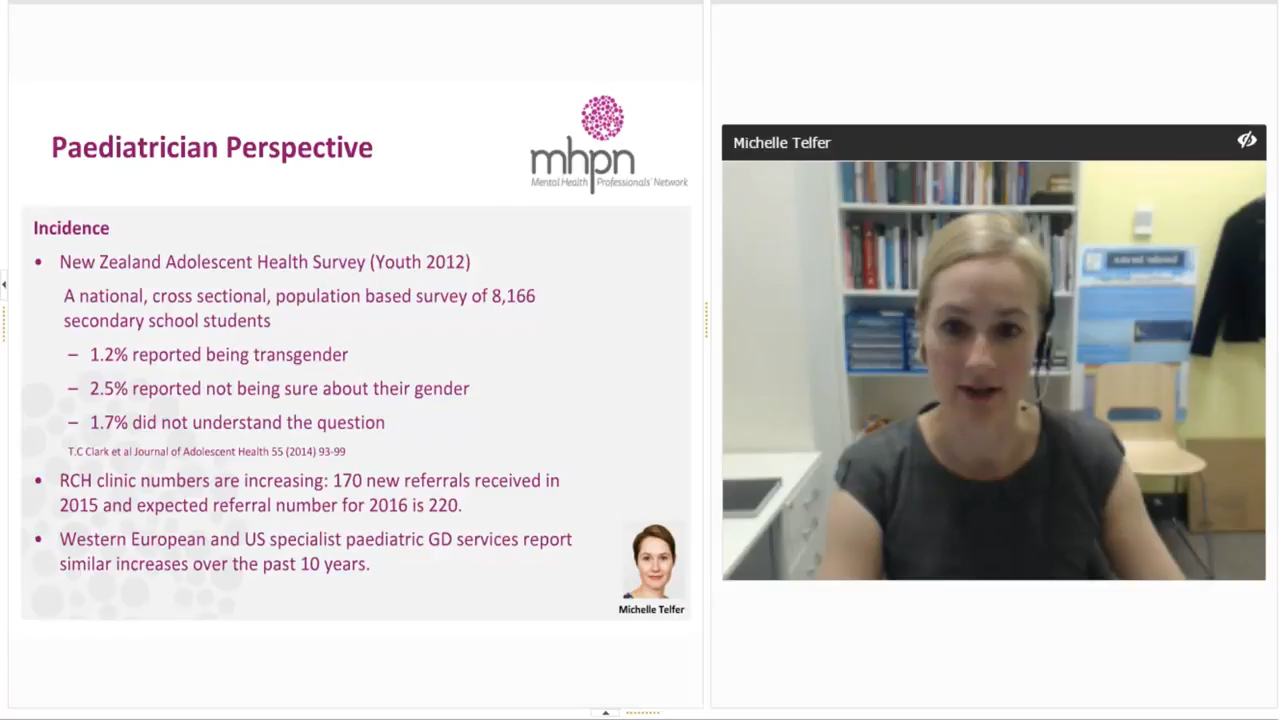 Paediatrician Perspective
mhpn
Mental Health Professionals' Network
Incidence
• New Zealand Adolescent Health Survey (Youth 2012)
A national, cross sectional, population based survey of 8,166
secondary school students
– 1.2% reported being transgender
– 2.5% reported not being sure about their gender
– 1.7% did not understand the question
T.C Clark et al Journal of Adolescent Health 55 (2014) 93-99
• RCH clinic numbers are increasing: 170 new referrals received in
2015 and expected referral number for 2016 is 220.
• Western European and US specialist paediatric GD services report
similar increases over the past 10 years.
Michelle Telfer
Michelle Telfer